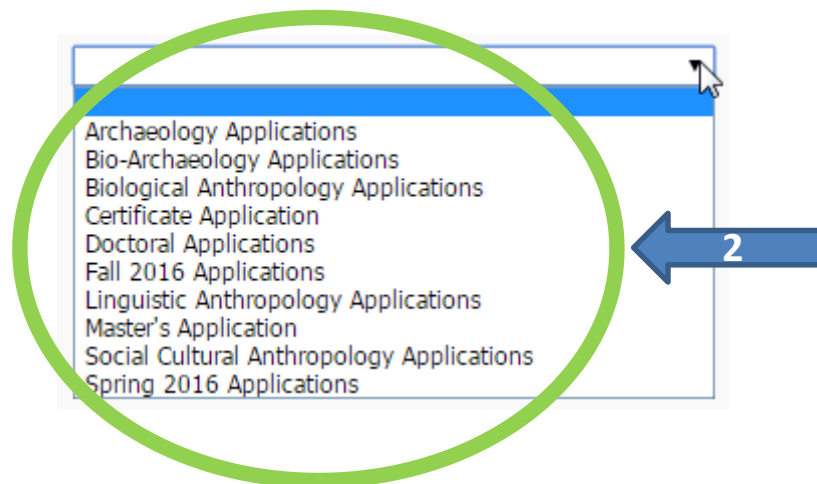 Archaeology Applications
Bio-Archaeology Applications
Biological Anthropology Applications
Certificate Application
Doctoral Applications
2
Fall 2016 Applications
Linguistic Anthropology Applications
Master's Application
Social Cultural Anthropology Applications
Spring 2016 Applications